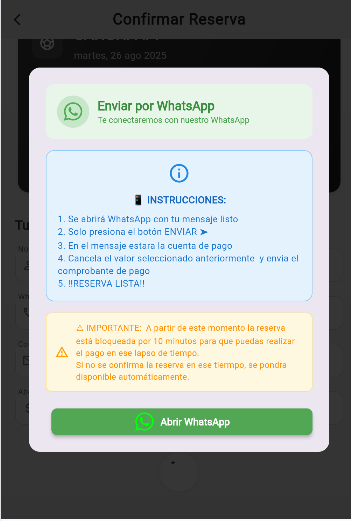 Confirmar Reserva
martes, 26 ago 2025
Enviar por WhatsApp
Te conectaremos con nuestro WhatsApp
📱 INSTRUCCIONES:
1. Se abrirá WhatsApp con tu mensaje listo
2. Solo presiona el botón ENVIAR ➤
3. En el mensaje estara la cuenta de pago
4. Cancela el valor seleccionado anteriormente y envia el
comprobante de pago
5. !!RESERVA LISTA!!
⚠ IMPORTANTE: A partir de este momento la reserva
está bloqueada por 10 minutos para que puedas realizar
el pago en ese lapso de tiempo.
Si no se confirma la reserva en ese tiermpo, se pondra
disponible automáticamente.
Abrir WhatsApp